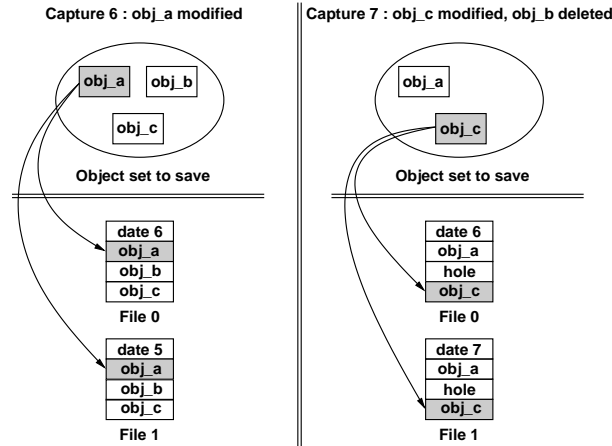 Capture 6 : obj_a modified
obj_a
obj_b
obj_c
Object set to save
date 6
obj_a
obj_b
obj_c
File 0
date 5
obj_a
obj_b
obj_c
File 1
Capture 7 : obj_c modified, obj_b deleted
obj_a
obj_c
Object set to save
date 6
obj_a
hole
obj_c
File 0
date 7
obj_a
hole
obj_c
File 1